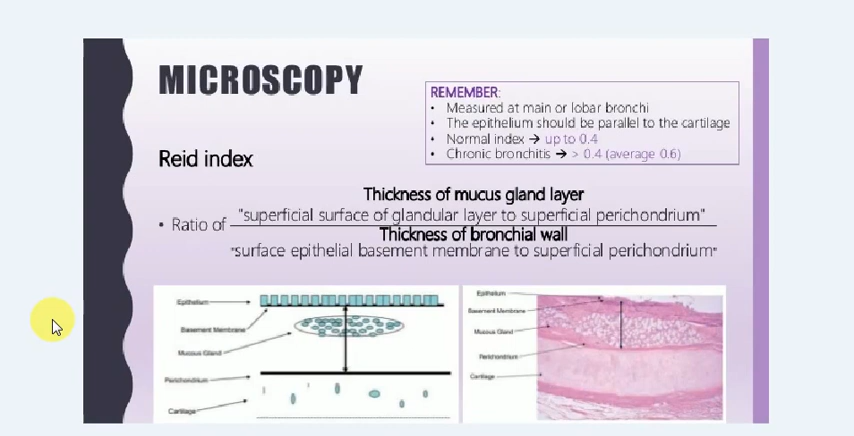 MICROSCOPY
REMEMBER:
• Measured at main or lobar bronchi
• The epithelium should be parallel to the cartilage
• Normal index → up to 0.4
• Chronic bronchitis → > 0.4 (average 0.6)
Reid index
Thickness of mucus gland layer
"superficial surface of glandular layer to superficial perichondrium"
• Ratio of
Thickness of bronchial wall
"surface epithelial basement membrane to superficial perichondrium"
Epithelium
Basement Membrane
Mucous Gland
Perichondrium
Cartilage
Epithelium
Basement Membrane
Mucous Gland
Perichondrium
Cartilage